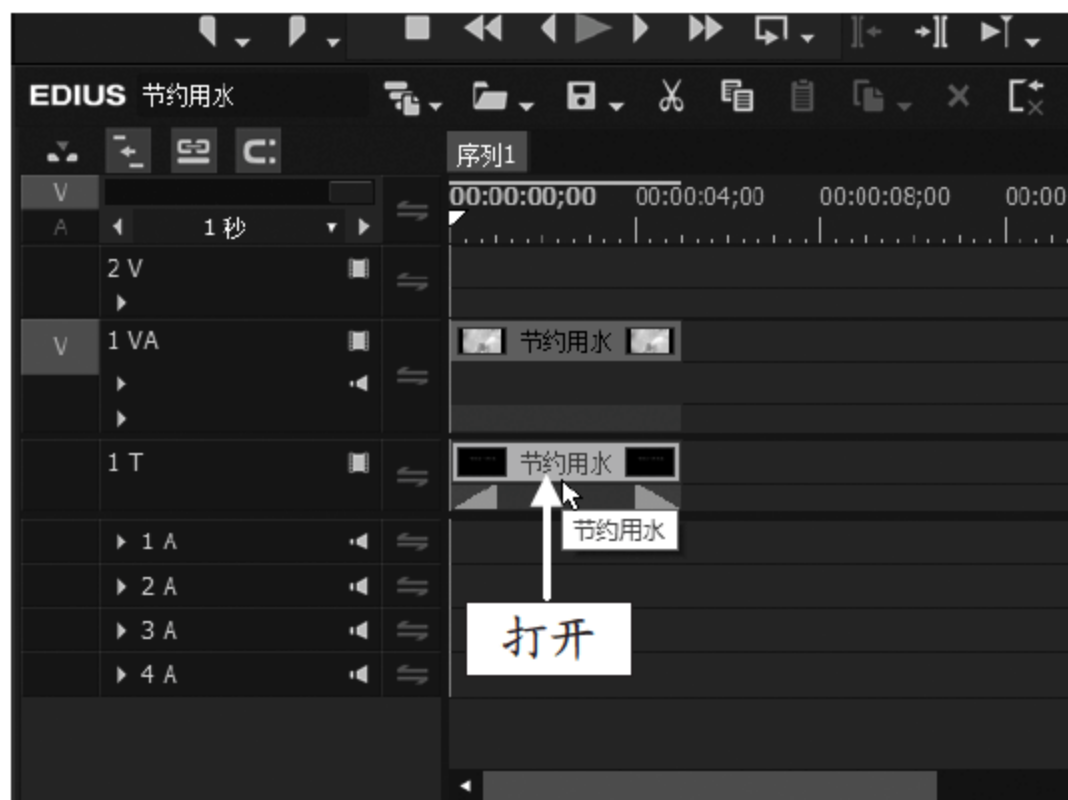 EDIUS 节约用水
序列1
V
00:00:00;00 00:00:04;00 00:00:08;00 00:00
A 1 秒
2 V
V 1 VA 节约用水
1 T 节约用水
节约用水
1 A
2 A
打开
3 A
4 A